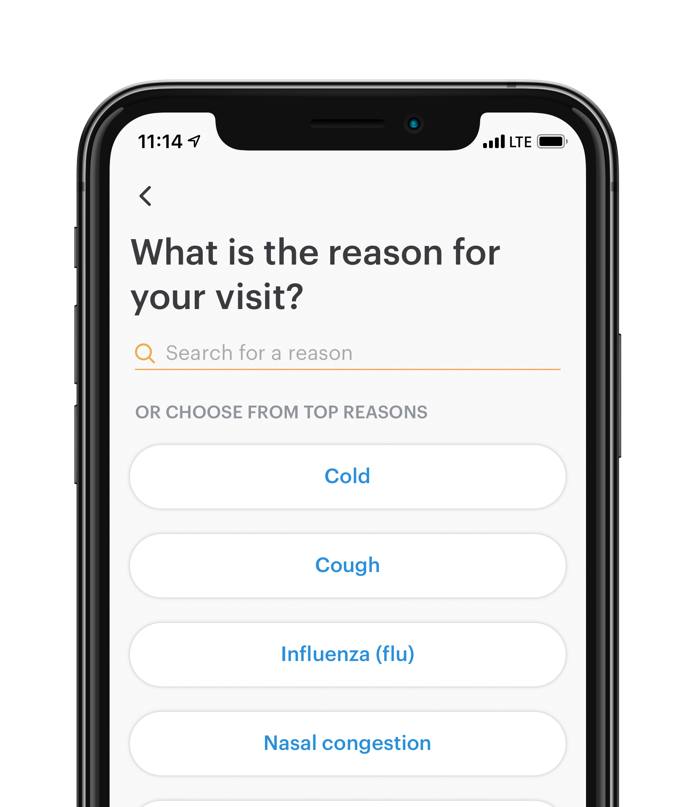 11:14 LTE
What is the reason for
your visit?
Search for a reason
OR CHOOSE FROM TOP REASONS
Cold
Cough
Influenza (flu)
Nasal congestion